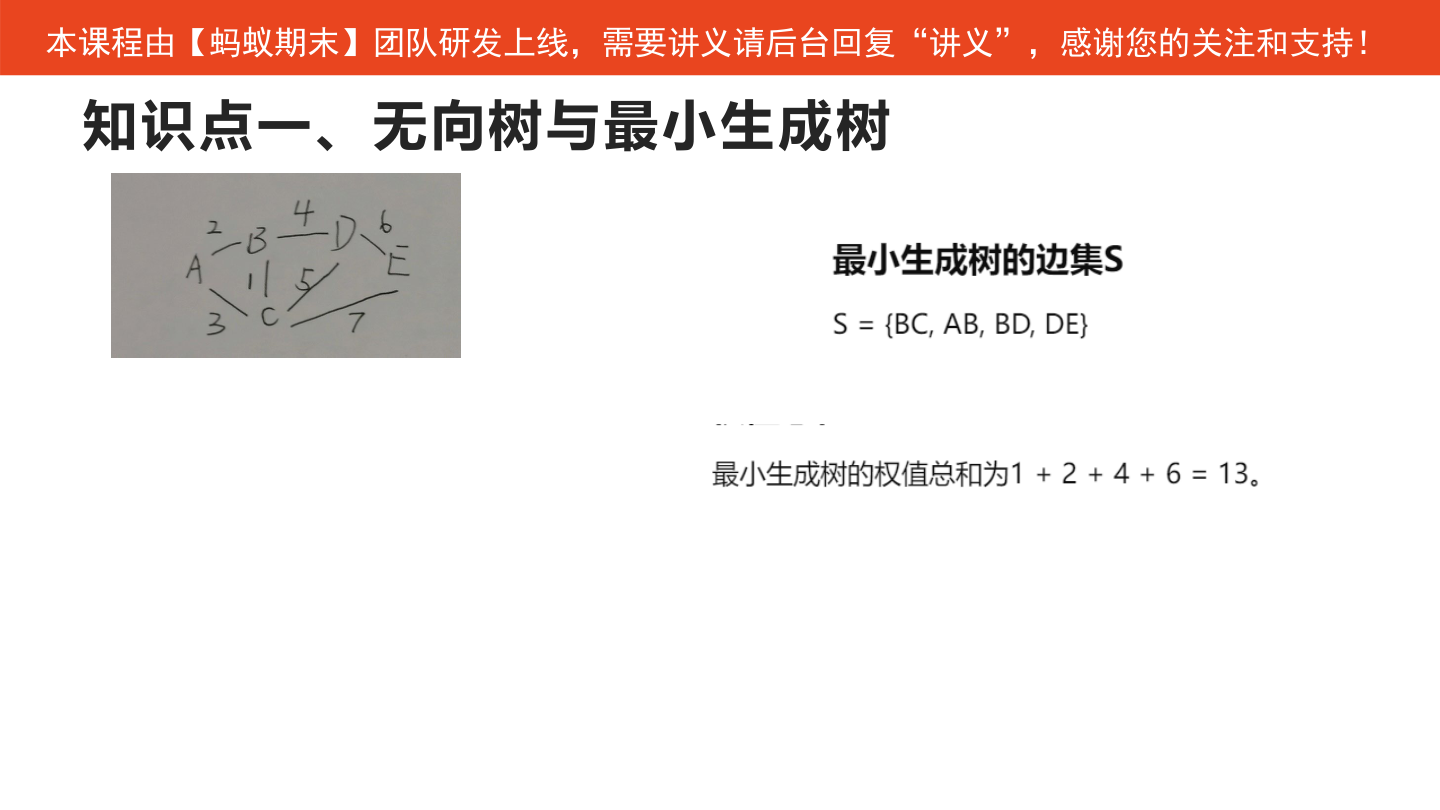 本课程由【蚂蚁期末】团队研发上线，需要讲义请后台回复“讲义”，感谢您的关注和支持！
知识点一、无向树与最小生成树
2 B 4 D 6
A 1 5 E
3 C 7
最小生成树的边集S
S = {BC, AB, BD, DE}
最小生成树的权值总和为1 + 2 + 4 + 6 = 13。